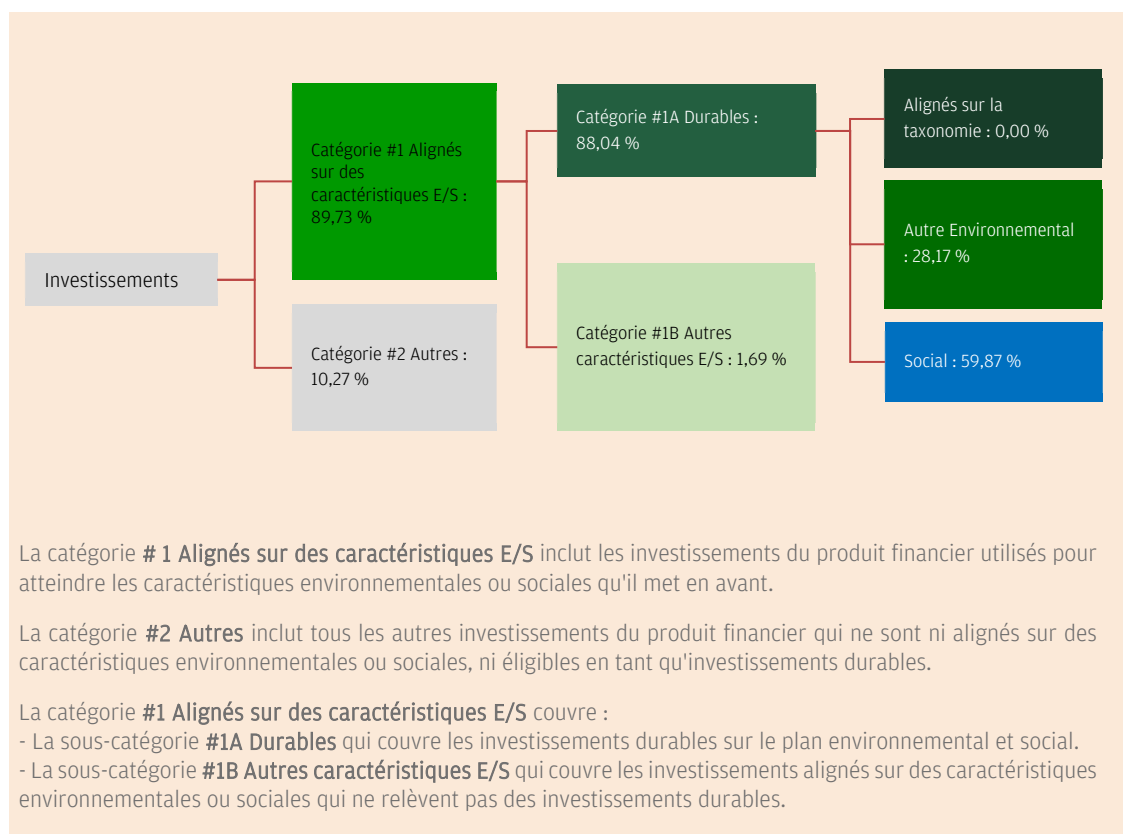 Investissements
Catégorie #1 Alignés
sur des
caractéristiques E/S :
89,73 %
Catégorie #2 Autres :
10,27 %
Catégorie #1A Durables :
88,04 %
Catégorie #1B Autres
caractéristiques E/S : 1,69 %
Alignés sur la
taxonomie : 0,00 %
Autre Environnemental
: 28,17 %
Social : 59,87 %
La catégorie # 1 Alignés sur des caractéristiques E/S inclut les investissements du produit financier utilisés pour
atteindre les caractéristiques environnementales ou sociales qu'il met en avant.
La catégorie #2 Autres inclut tous les autres investissements du produit financier qui ne sont ni alignés sur des
caractéristiques environnementales ou sociales, ni éligibles en tant qu'investissements durables.
La catégorie #1 Alignés sur des caractéristiques E/S couvre :
- La sous-catégorie #1A Durables qui couvre les investissements durables sur le plan environnemental et social.
- La sous-catégorie #1B Autres caractéristiques E/S qui couvre les investissements alignés sur des caractéristiques
environnementales ou sociales qui ne relèvent pas des investissements durables.